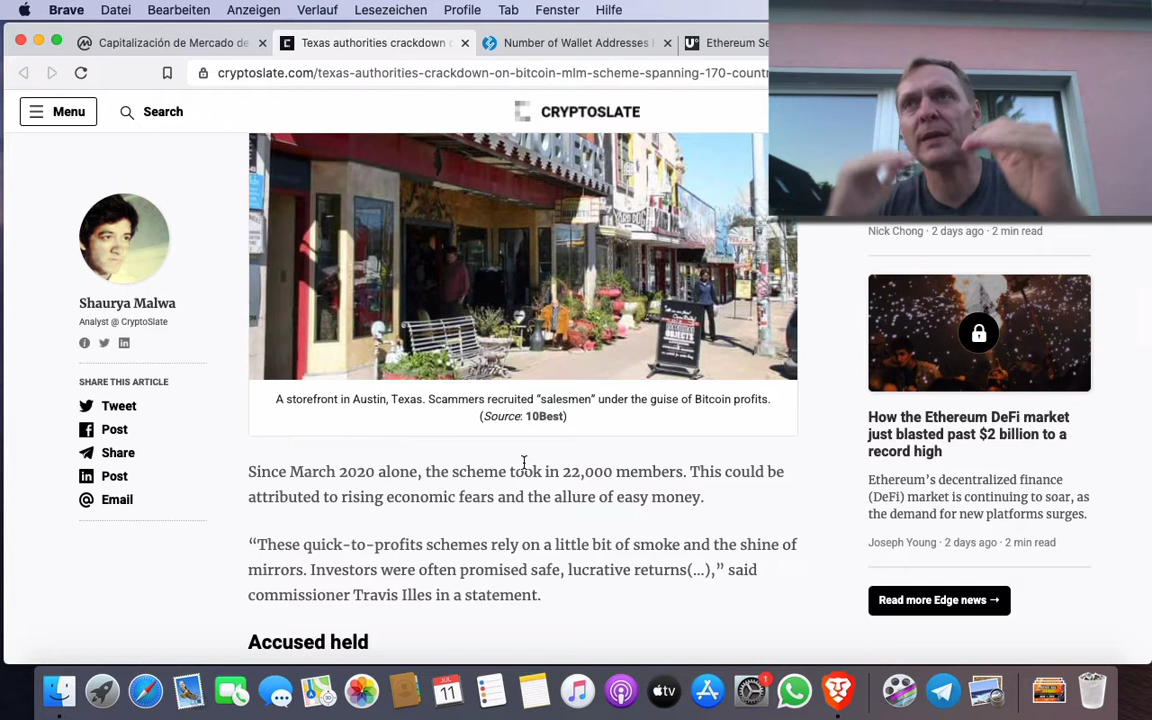 Brave Datei Bearbeiten Anzeigen Verlauf Lesezeichen Profile Tab Fenster Hilfe
Capitalización de Mercado de
Texas authorities crackdown
Number of Wallet Addresses
Ethereum Se
cryptoslate.com/texas-authorities-crackdown-on-bitcoin-mlm-scheme-spanning-170-countr
Menu
Search
CRYPTOSLATE
Shaurya Malwa
Analyst @ CryptoSlate
SHARE THIS ARTICLE
Tweet
Post
Share
Post
Email
A storefront in Austin, Texas. Scammers recruited “salesmen” under the guise of Bitcoin profits.
(Source: 10Best)
Since March 2020 alone, the scheme took in 22,000 members. This could be
attributed to rising economic fears and the allure of easy money.
“These quick-to-profits schemes rely on a little bit of smoke and the shine of
mirrors. Investors were often promised safe, lucrative returns(…),” said
commissioner Travis Illes in a statement.
Accused held
Nick Chong · 2 days ago · 2 min read
How the Ethereum DeFi market
just blasted past $2 billion to a
record high
Ethereum’s decentralized finance
(DeFi) market is continuing to soar, as
the demand for new platforms surges.
Joseph Young · 2 days ago · 2 min read
Read more Edge news →
JUL
11
tv
1